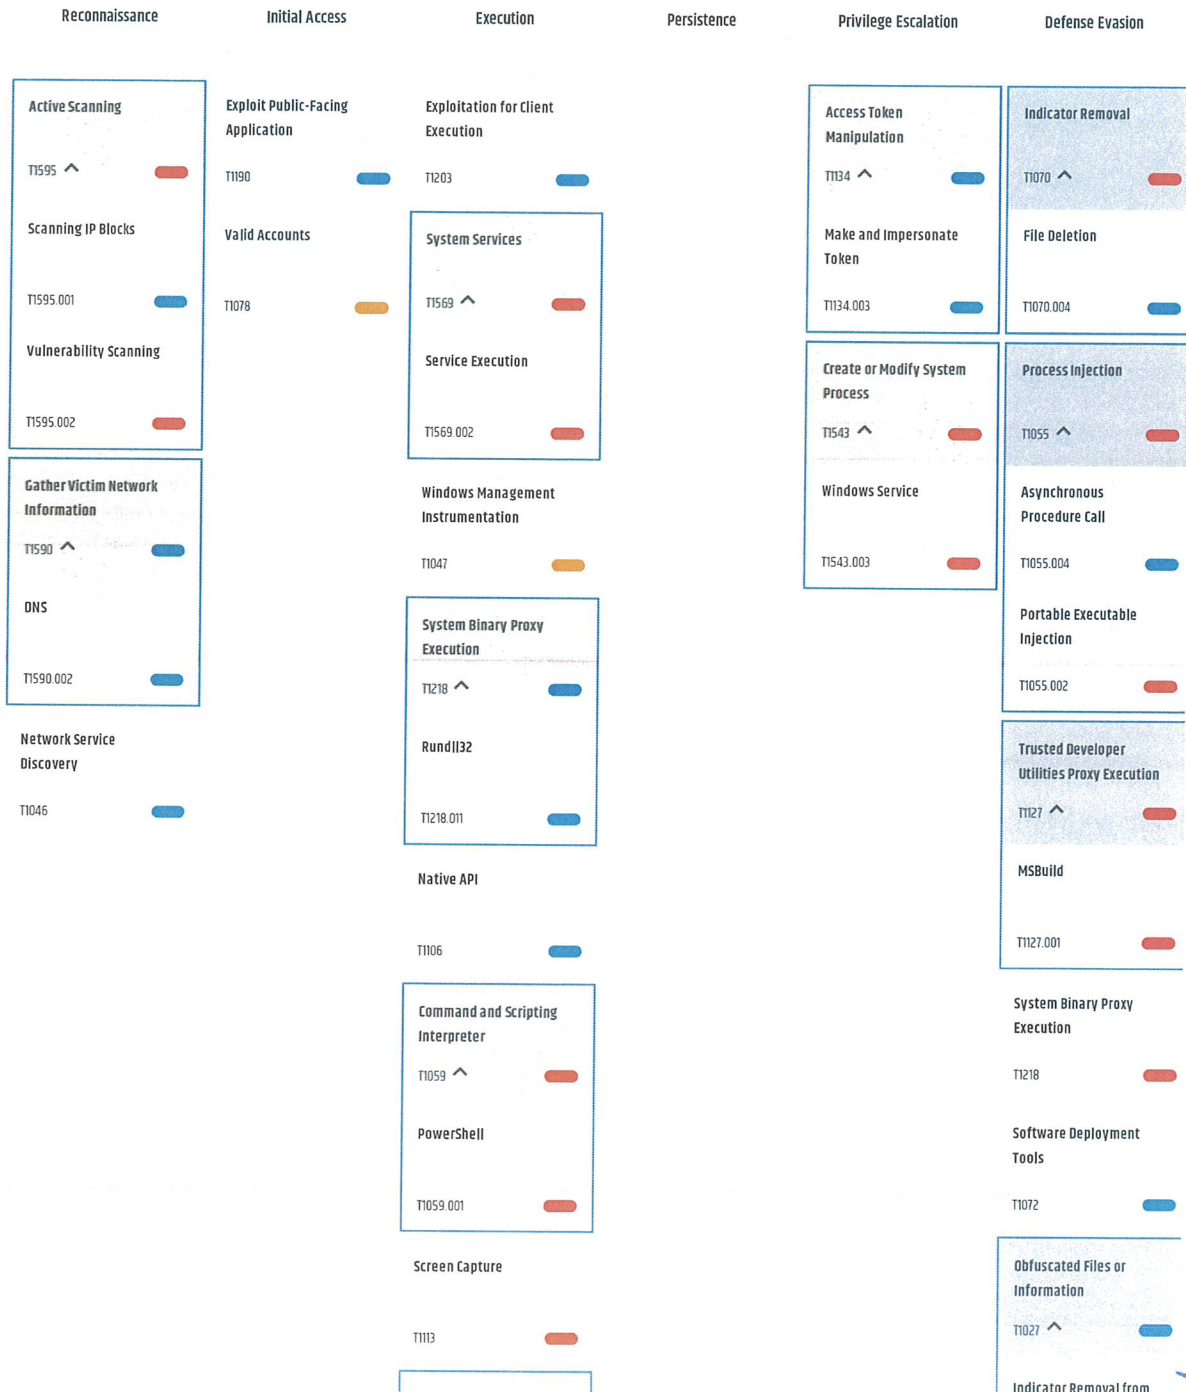 Reconnaissance
Initial Access
Execution
Persistence
Privilege Escalation
Defense Evasion
Active Scanning
T1595
Scanning IP Blocks
T1595.001
Vulnerability Scanning
T1595.002
Gather Victim Network
Information
T1590
DNS
T1590.002
Network Service
Discovery
T1046
Exploit Public-Facing
Application
T1190
Valid Accounts
T1078
Exploitation for Client
Execution
T1203
System Services
T1569
Service Execution
T1569.002
Windows Management
Instrumentation
T1047
System Binary Proxy
Execution
T1218
Rundll32
T1218.011
Native API
T1106
Command and Scripting
Interpreter
T1059
PowerShell
T1059.001
Screen Capture
T1113
Access Token
Manipulation
T1134
Make and Impersonate
Token
T1134.003
Create or Modify System
Process
T1543
Windows Service
T1543.003
Indicator Removal
T1070
File Deletion
T1070.004
Process Injection
T1055
Asynchronous
Procedure Call
T1055.004
Portable Executable
Injection
T1055.002
Trusted Developer
Utilities Proxy Execution
T1127
MSBuild
T1127.001
System Binary Proxy
Execution
T1218
Software Deployment
Tools
T1072
Obfuscated Files or
Information
T1027
Indicator Removal from